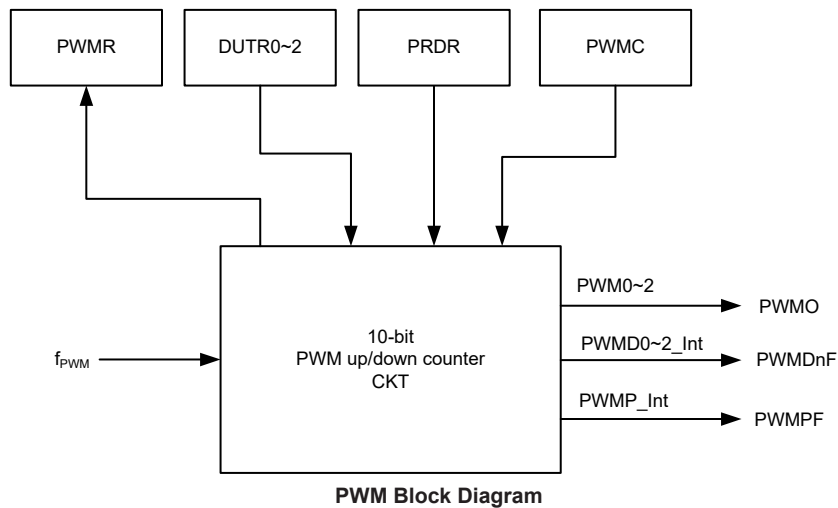 PWMR
DUTR0~2
PRDR
PWMC
PWM0~2
PWMO
10-bit
PWM up/down counter
CKT
fPWM
PWMD0~2_Int
PWMDnF
PWMP_Int
PWMPF
PWM Block Diagram